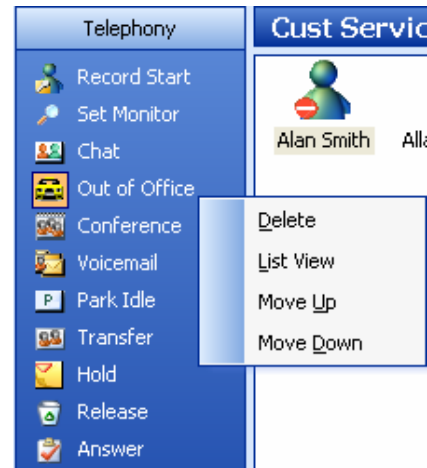 Telephony
Cust Servic
Record Start
Set Monitor
Chat
Out of Office
Conference
Voicemail
P Park Idle
Transfer
Hold
Release
Answer
Alan Smith
Alla
Delete
List View
Move Up
Move Down